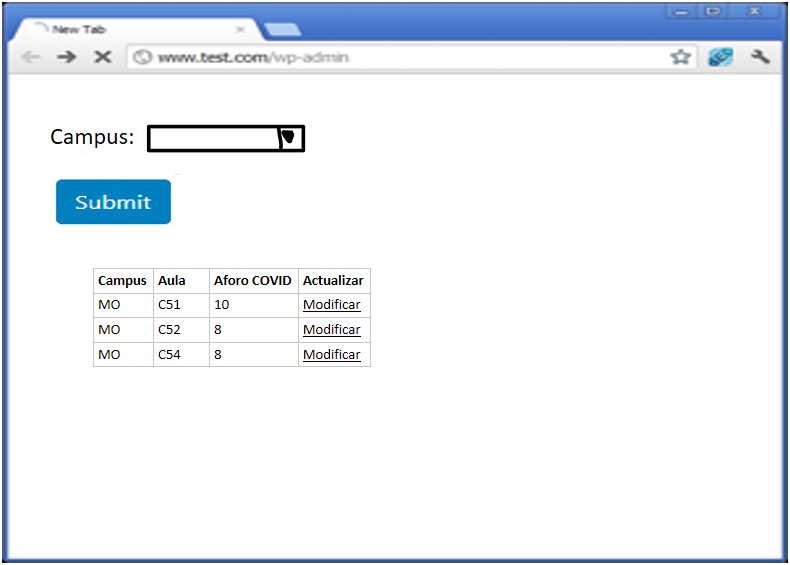 New Tab
www.test.com/wp-admin
Campus:
Submit
Campus Aula Aforo COVID Actualizar
MO C51 10 Modificar
MO C52 8 Modificar
MO C54 8 Modificar